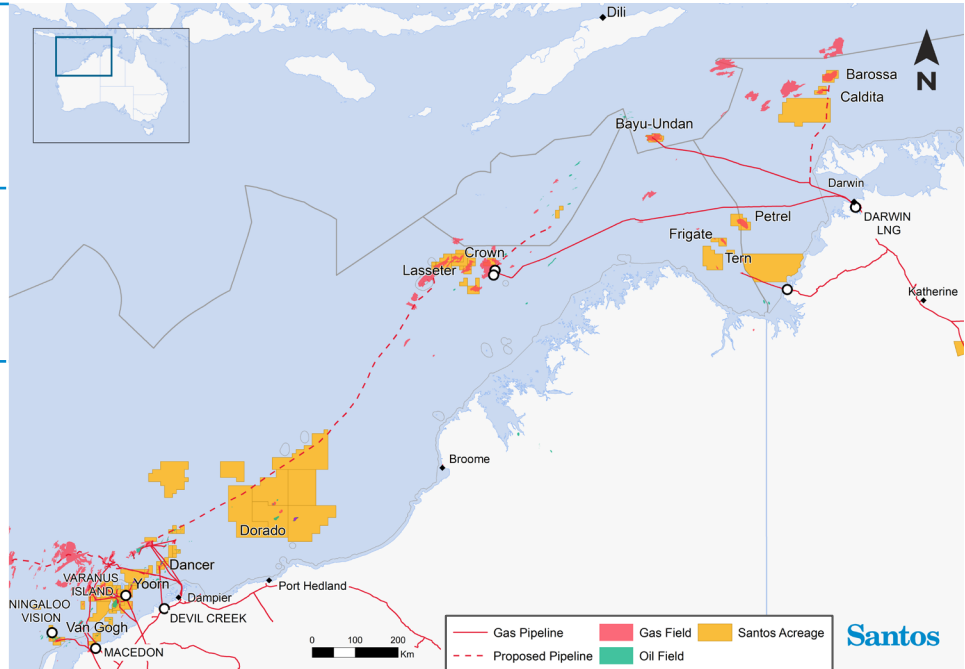 Dili
N
Barossa
Caldita
Bayu-Undan
Darwin
DARWIN
LNG
Petrel
Frigate
Tern
Crown
Lasseter
Katherine
Broome
Dorado
Dancer
VARANUS
ISLAND
Yoorn
Port Hedland
Dampier
NINGALOO
VISION
DEVIL CREEK
Van Gogh
MACEDON
0 100 200
Km
Gas Pipeline
Gas Field
Santos Acreage
Proposed Pipeline
Oil Field
Santos